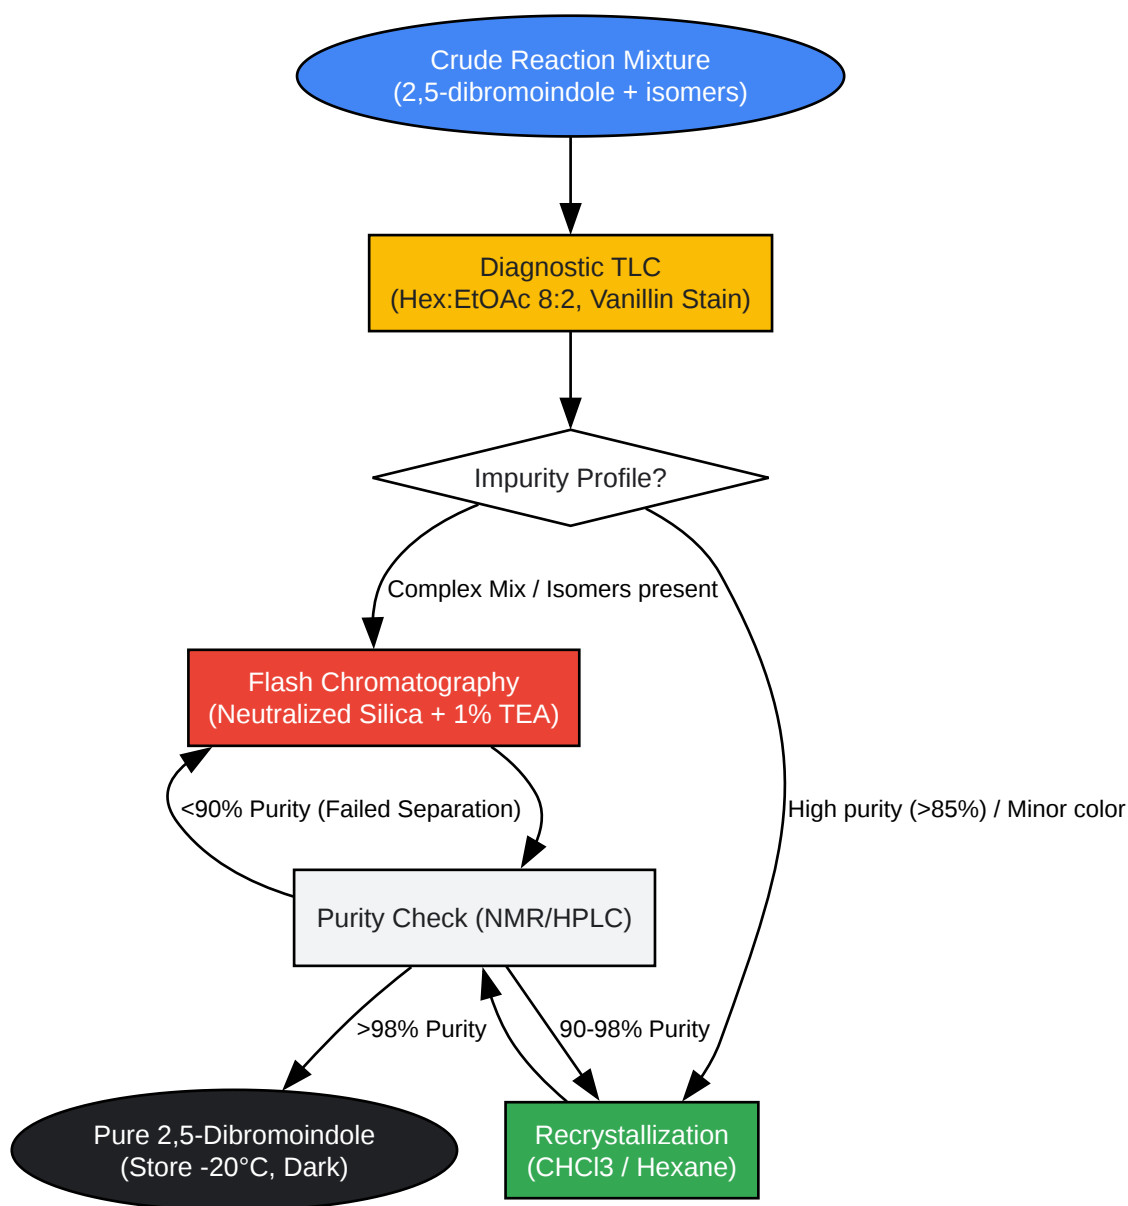 Crude Reaction Mixture
(2,5-dibromoindole + isomers)
Diagnostic TLC
(Hex:EtOAc 8:2, Vanillin Stain)
Impurity Profile?
Complex Mix / Isomers present
Flash Chromatography
(Neutralized Silica + 1% TEA)
<90% Purity (Failed Separation)
High purity (>85%) / Minor color
Purity Check (NMR/HPLC)
>98% Purity
90-98% Purity
Pure 2,5-Dibromoindole
(Store -20°C, Dark)
Recrystallization
(CHCl3 / Hexane)